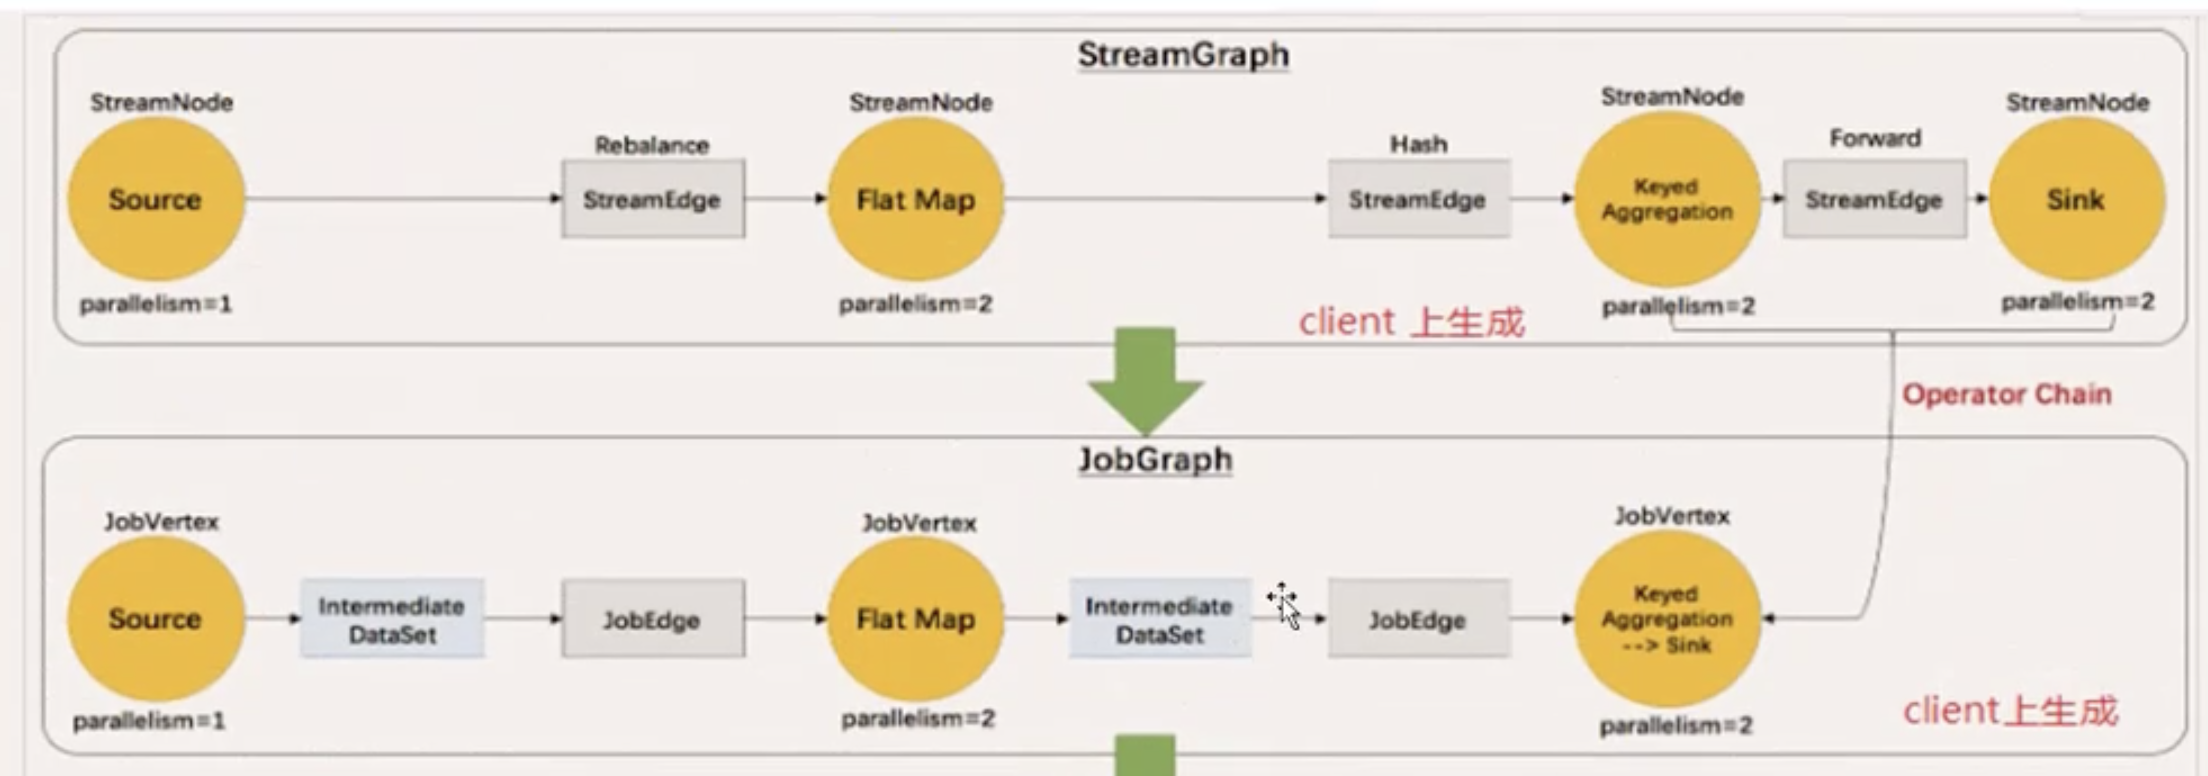 StreamGraph
StreamNode
StreamNode
StreamNode
StreamNode
Rebalance
Hash
Forward
Source
StreamEdge
Flat Map
StreamEdge
Keyed
Aggregation
StreamEdge
Sink
parallelism=1
parallelism=2
parallelism=2
parallelism=2
client 上生成
Operator Chain
JobGraph
JobVertex
JobVertex
JobVertex
Source
Intermediate
DataSet
JobEdge
Flat Map
Intermediate
DataSet
JobEdge
Keyed
Aggregation
--> Sink
parallelism=1
parallelism=2
parallelism=2
client上生成